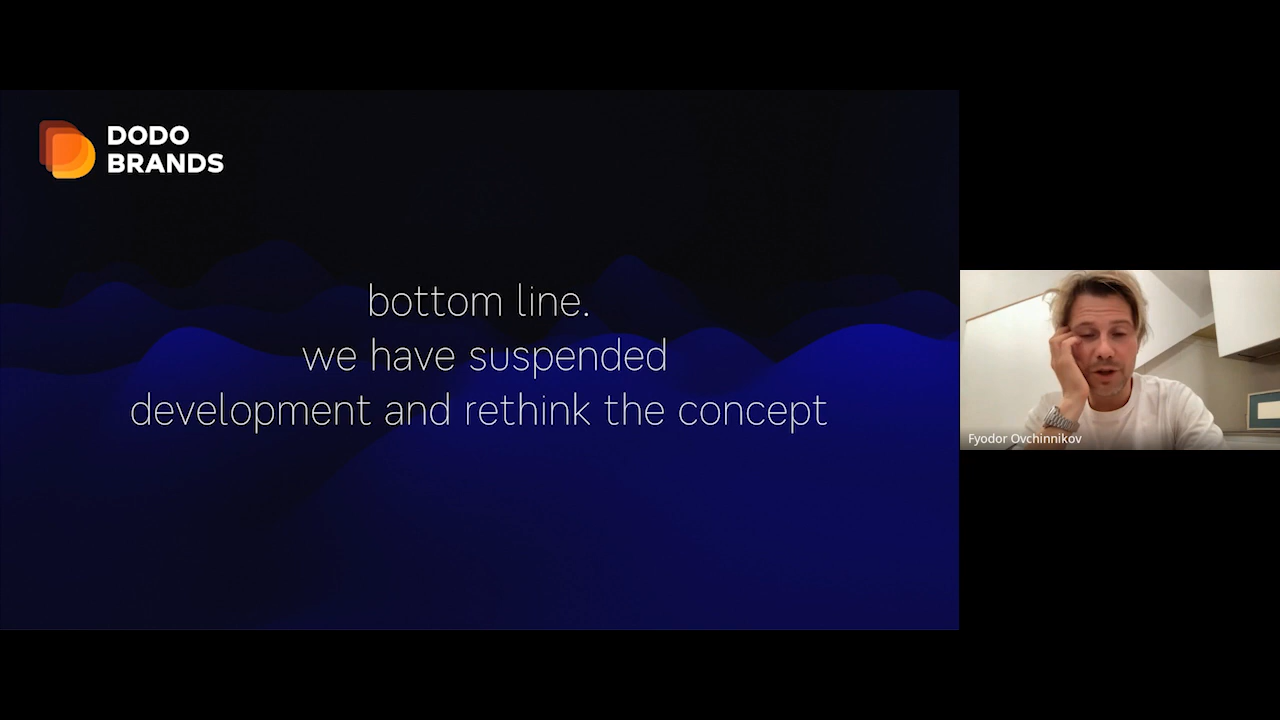 DODO
BRANDS
bottom line.
we have suspended
development and rethink the concept
Fyodor Ovchinnikov